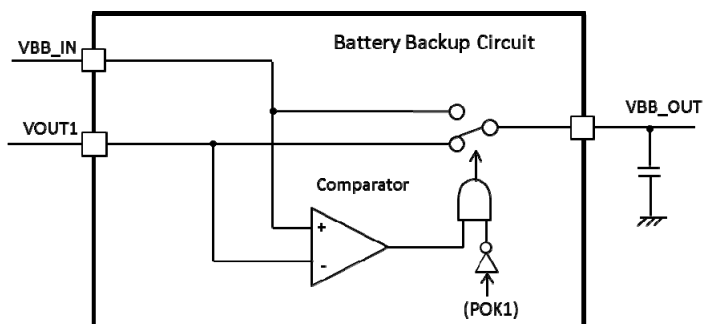 Battery Backup Circuit
VBB_IN
VOUT1
VBB_OUT
Comparator
+
-
(POK1)